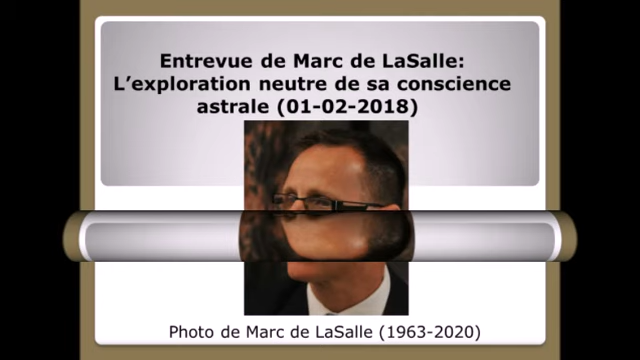 Entrevue de Marc de LaSalle:
L’exploration neutre de sa conscience
astrale (01-02-2018)
Photo de Marc de LaSalle (1963-2020)